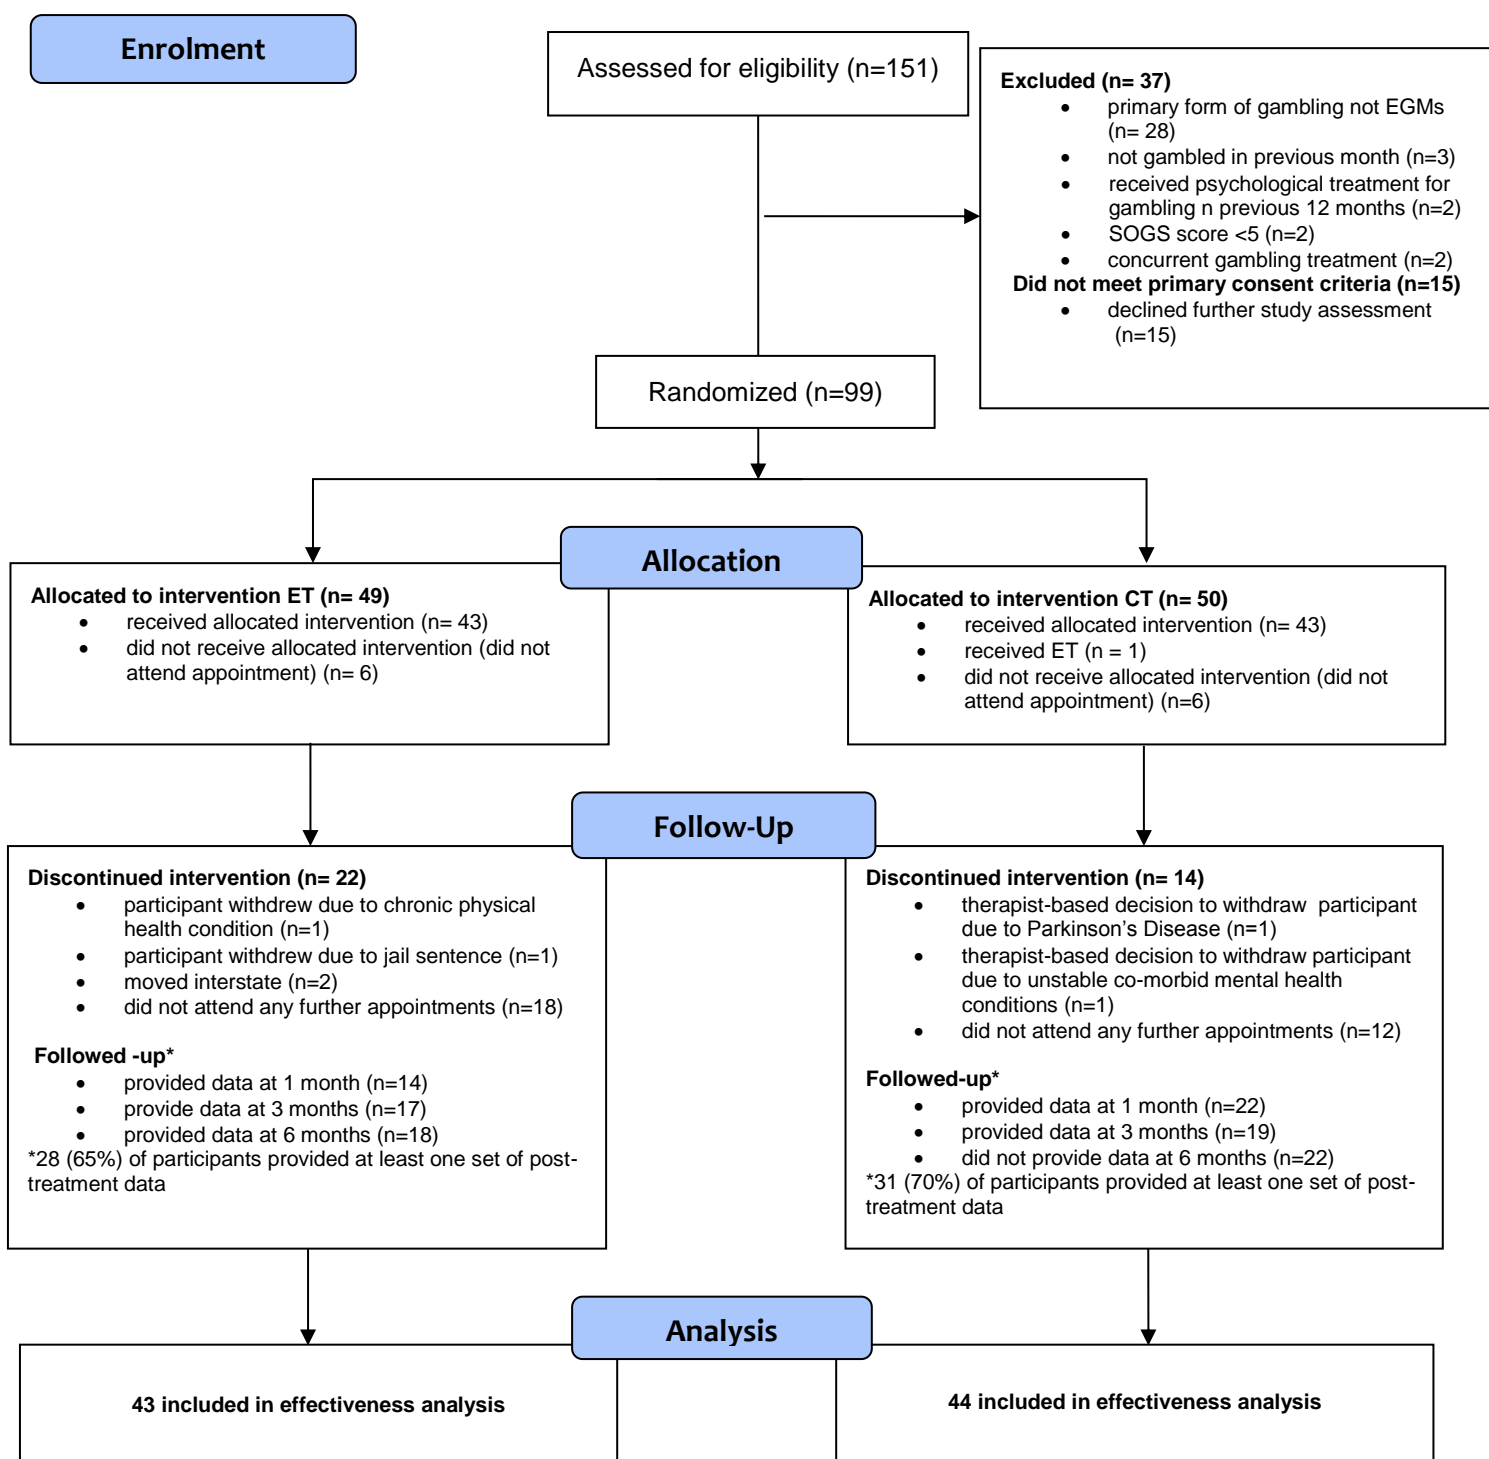 Enrolment
Assessed for eligibility (n=151)
Excluded (n= 37)
• primary form of gambling not EGMs
(n= 28)
• not gambled in previous month (n=3)
• received psychological treatment for
gambling n previous 12 months (n=2)
• SOGS score <5 (n=2)
• concurrent gambling treatment (n=2)
Did not meet primary consent criteria (n=15)
• declined further study assessment
(n=15)
Randomized (n=99)
Allocation
Allocated to intervention ET (n= 49)
• received allocated intervention (n= 43)
• did not receive allocated intervention (did not
attend appointment) (n= 6)
Allocated to intervention CT (n= 50)
• received allocated intervention (n= 43)
• received ET (n = 1)
• did not receive allocated intervention (did not
attend appointment) (n=6)
Follow-Up
Discontinued intervention (n= 22)
• participant withdrew due to chronic physical
health condition (n=1)
• participant withdrew due to jail sentence (n=1)
• moved interstate (n=2)
• did not attend any further appointments (n=18)
Followed -up*
• provided data at 1 month (n=14)
• provide data at 3 months (n=17)
• provided data at 6 months (n=18)
*28 (65%) of participants provided at least one set of post-
treatment data
Discontinued intervention (n= 14)
• therapist-based decision to withdraw participant
due to Parkinson's Disease (n=1)
• therapist-based decision to withdraw participant
due to unstable co-morbid mental health
conditions (n=1)
• did not attend any further appointments (n=12)
Followed-up*
• provided data at 1 month (n=22)
• provided data at 3 months (n=19)
• did not provide data at 6 months (n=22)
*31 (70%) of participants provided at least one set of post-
treatment data
Analysis
43 included in effectiveness analysis
44 included in effectiveness analysis